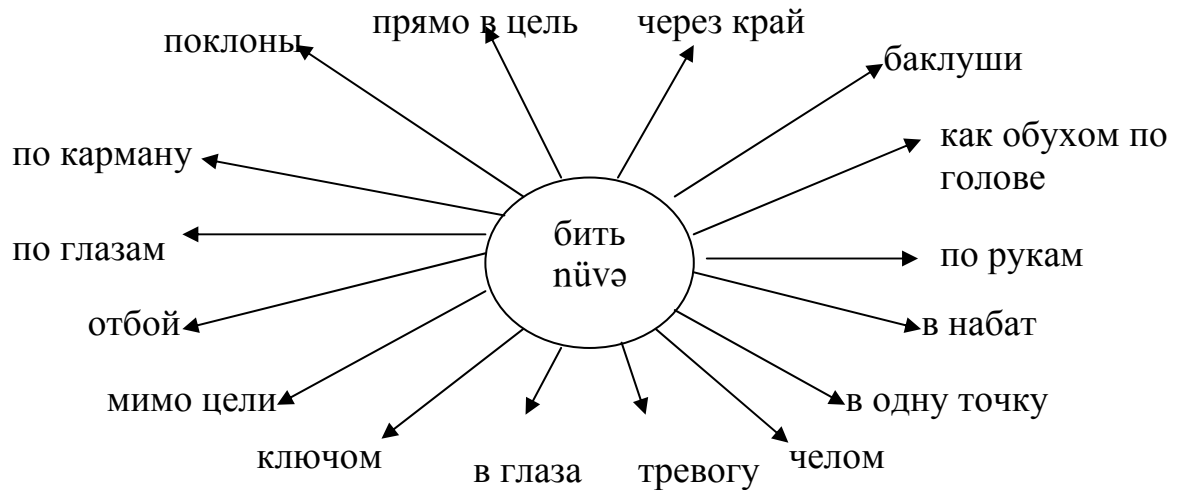 прямо в цель
через край
поклоны
баклуши
как обухом по
голове
по карману
бить
nüvə
по глазам
по рукам
отбой
в набат
мимо цели
в одну точку
ключом
в глаза
тревогу
челом